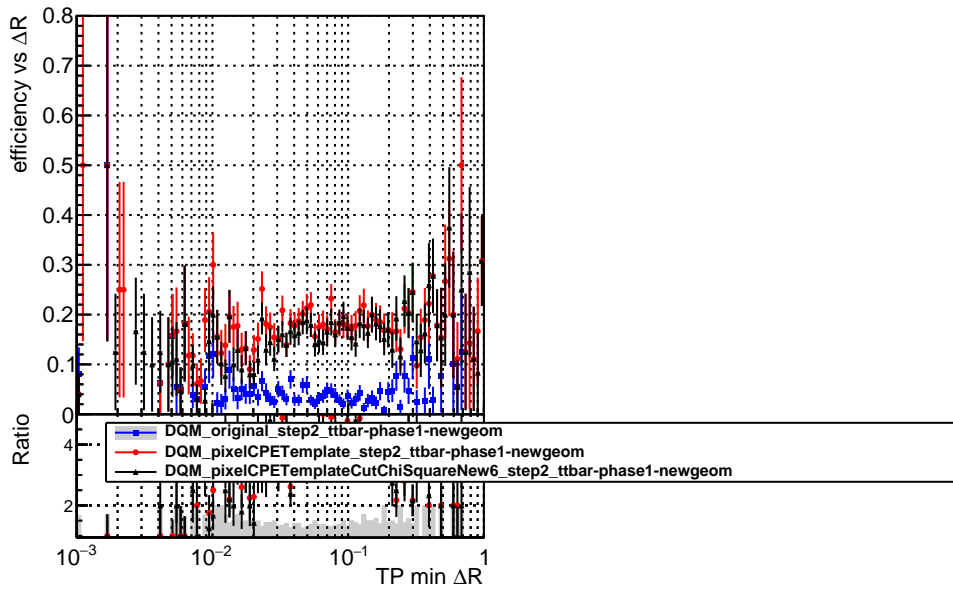 efficiency vs ΔR
0.8
0.7
0.6
0.5
0.4
0.3
0.2
0.1
0
Ratio
4
2
DQM_original_step2_ttbar-phase1-newgeom
DQM_pixelCPETemplate_step2_ttbar-phase1-newgeom
DQM_pixelCPETemplateCutChiSquareNew6_step2_ttbar-phase1-newgeom
10⁻³ 10⁻² 10⁻¹ 1
TP min ΔR